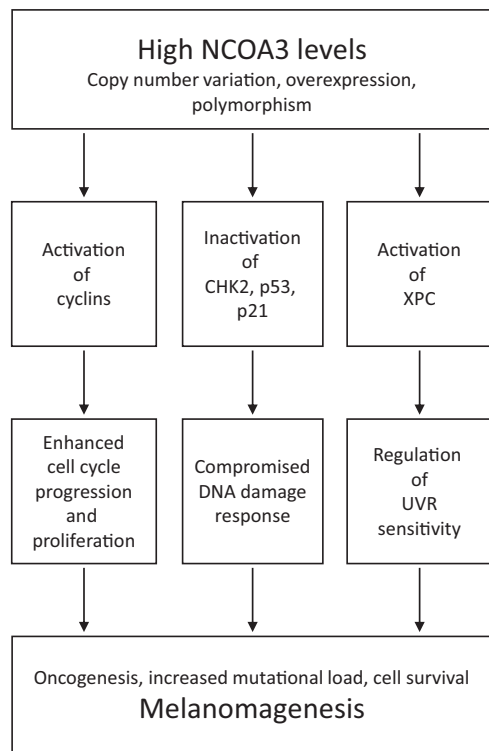 High NCOA3 levels
Copy number variation, overexpression,
polymorphism
Activation
of
cyclins
Inactivation
of
CHK2, p53,
p21
Activation
of
XPC
Enhanced
cell cycle
progression
and
proliferation
Compromised
DNA damage
response
Regulation
of
UVR
sensitivity
Oncogenesis, increased mutational load, cell survival
Melanomagenesis